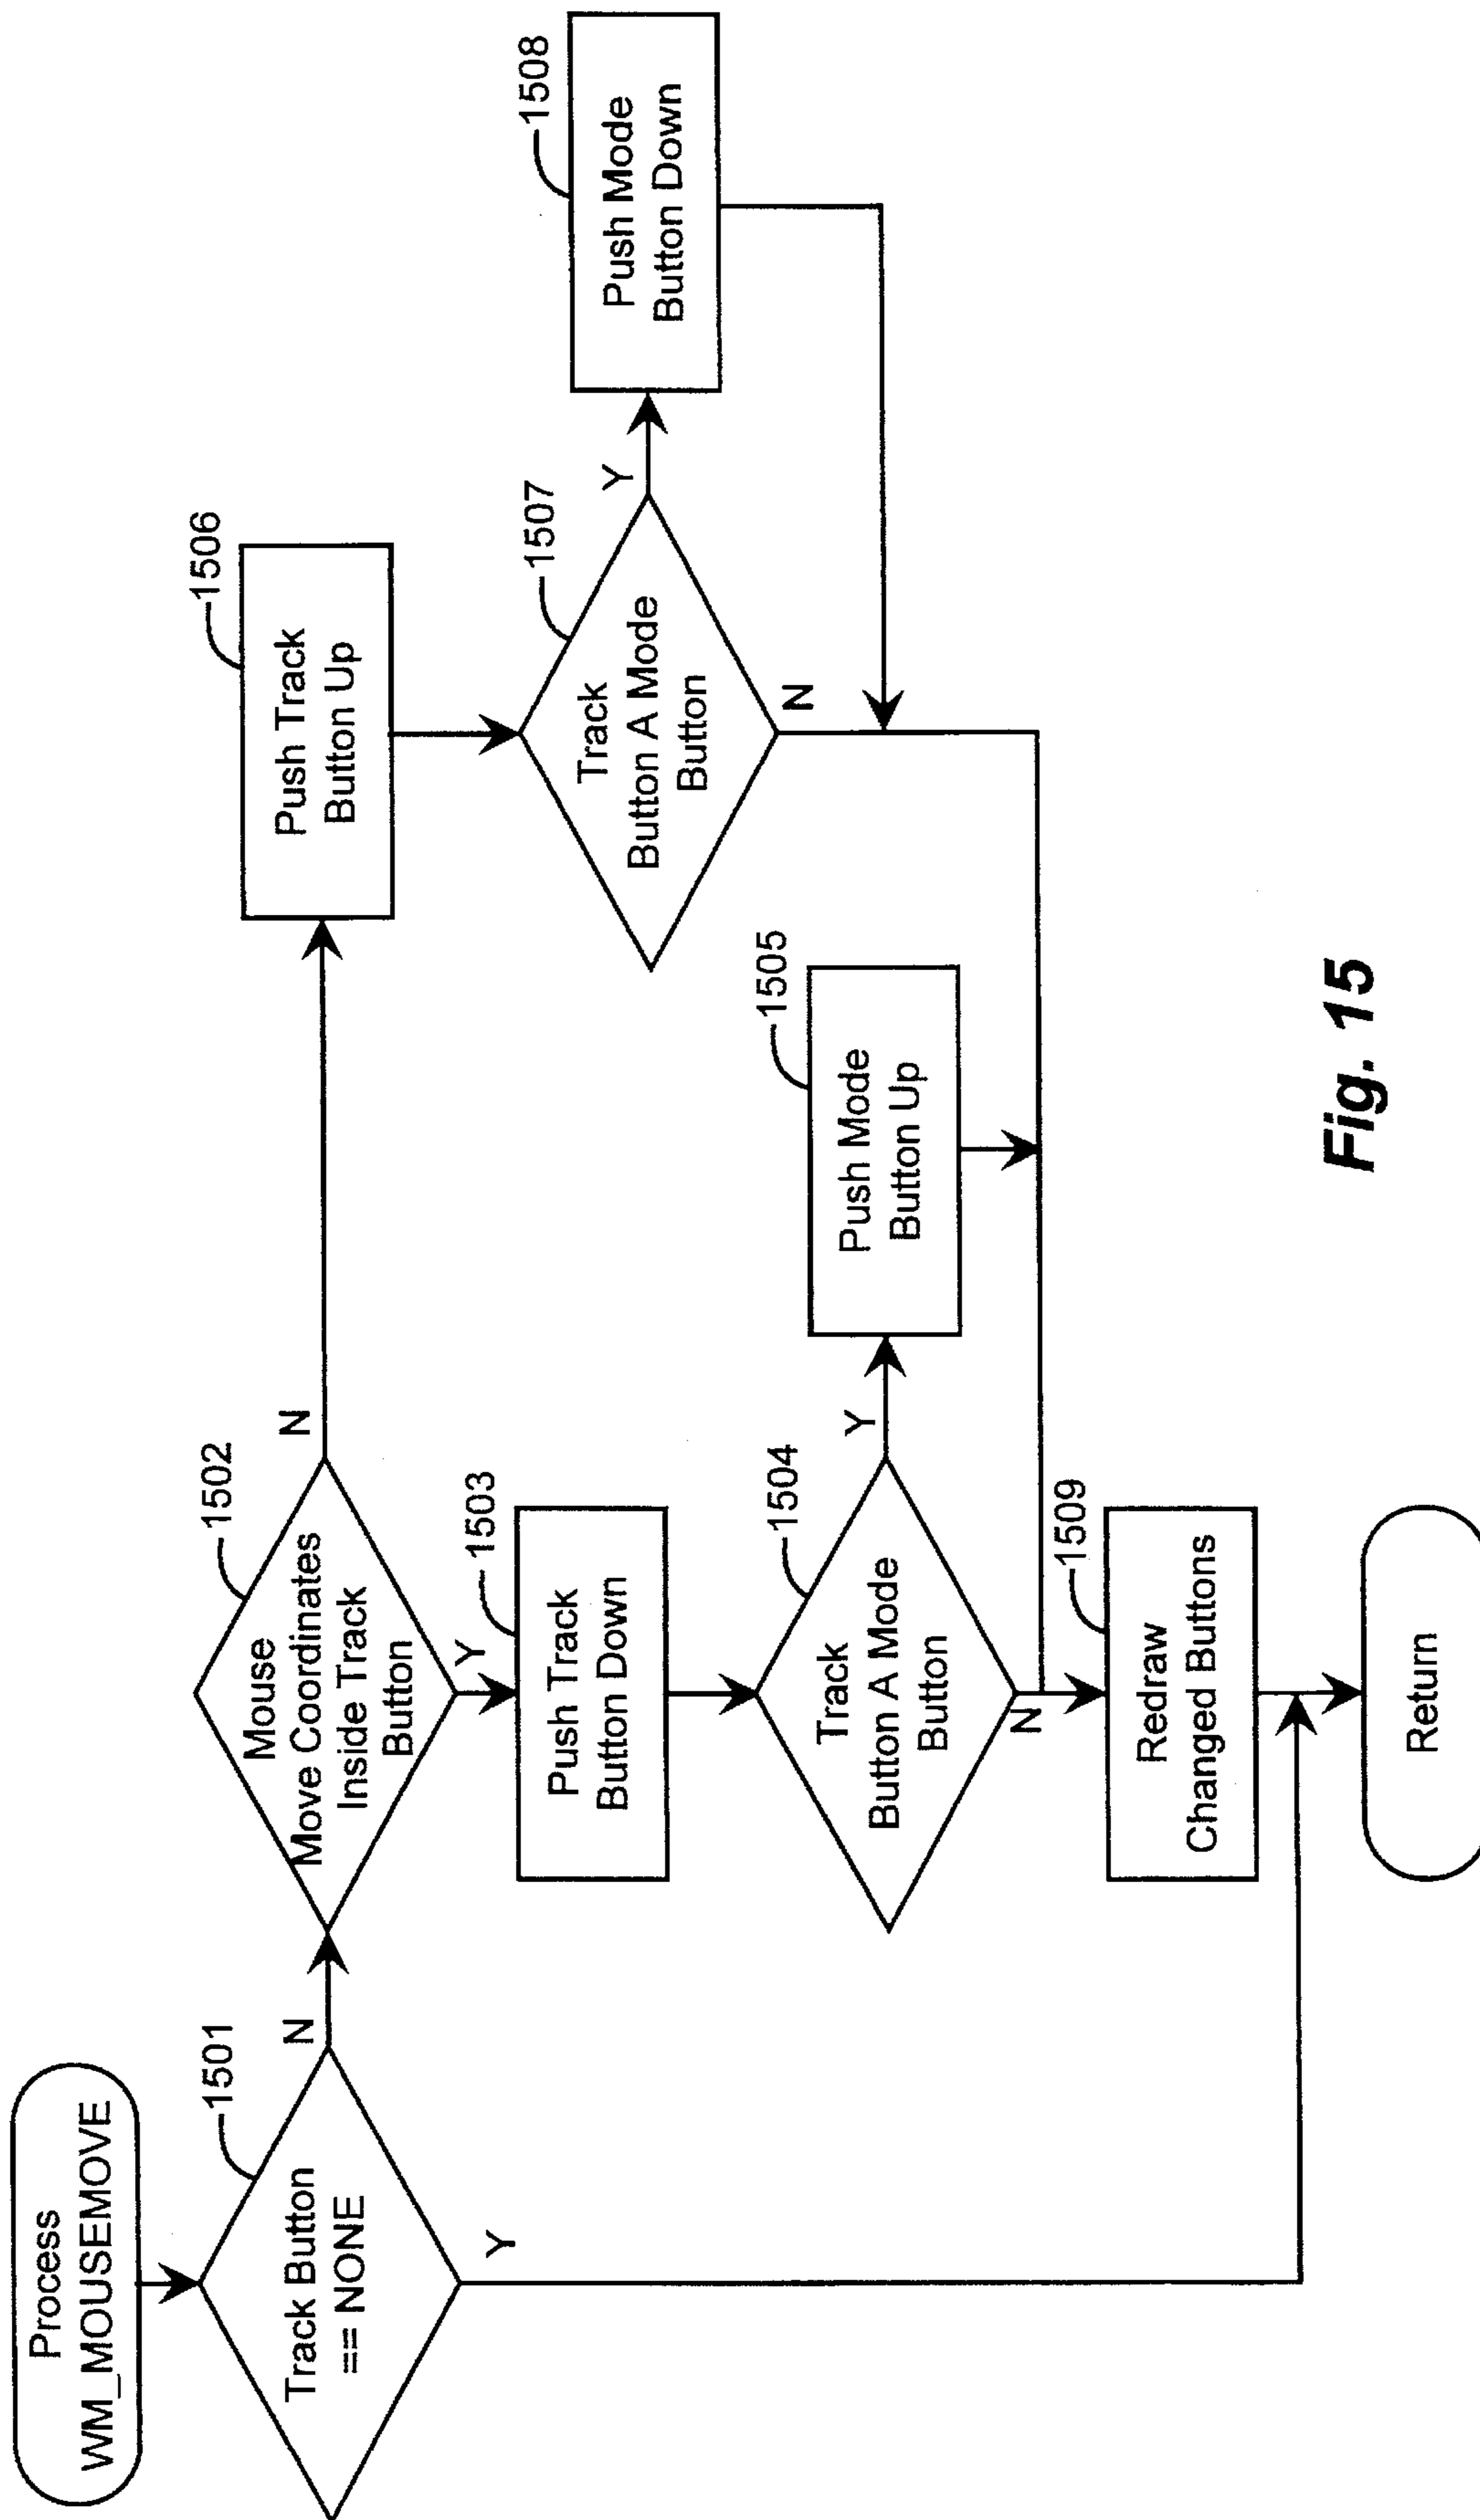 Process
WM_MOUSEMOVE
1501
Track Button
== NONE
N
Y
1502
Mouse
Move Coordinates
Inside Track
Button
N
Y
1503
Push Track
Button Down
1504
Track
Button A Mode
Button
Y
N
1505
Push Mode
Button Up
1506
Push Track
Button Up
1507
Track
Button A Mode
Button
Y
N
1508
Push Mode
Button Down
1509
Redraw
Changed Buttons
Return
Fig. 15